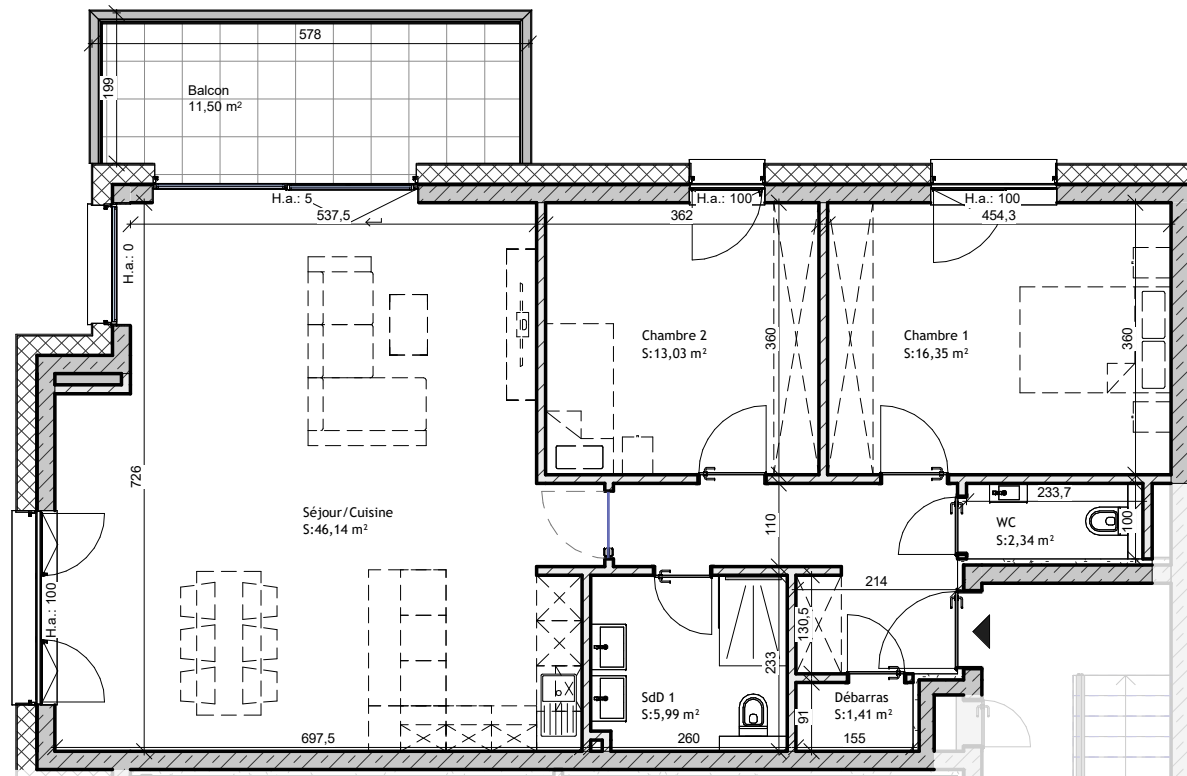 578
199
Balcon
11,50 m²
H.a.: 5
537,5
H.a.: 0
H.a.: 100
362
H.a.: 100
454,3
Chambre 2
S:13,03 m²
360
Chambre 1
S:16,35 m²
360
726
Séjour/Cuisine
S:46,14 m²
110
233,7
WC
S:2,34 m²
100
H.a.: 100
214
130,5
233
SdD 1
S:5,99 m²
Débarras
S:1,41 m²
91
697,5
260
155